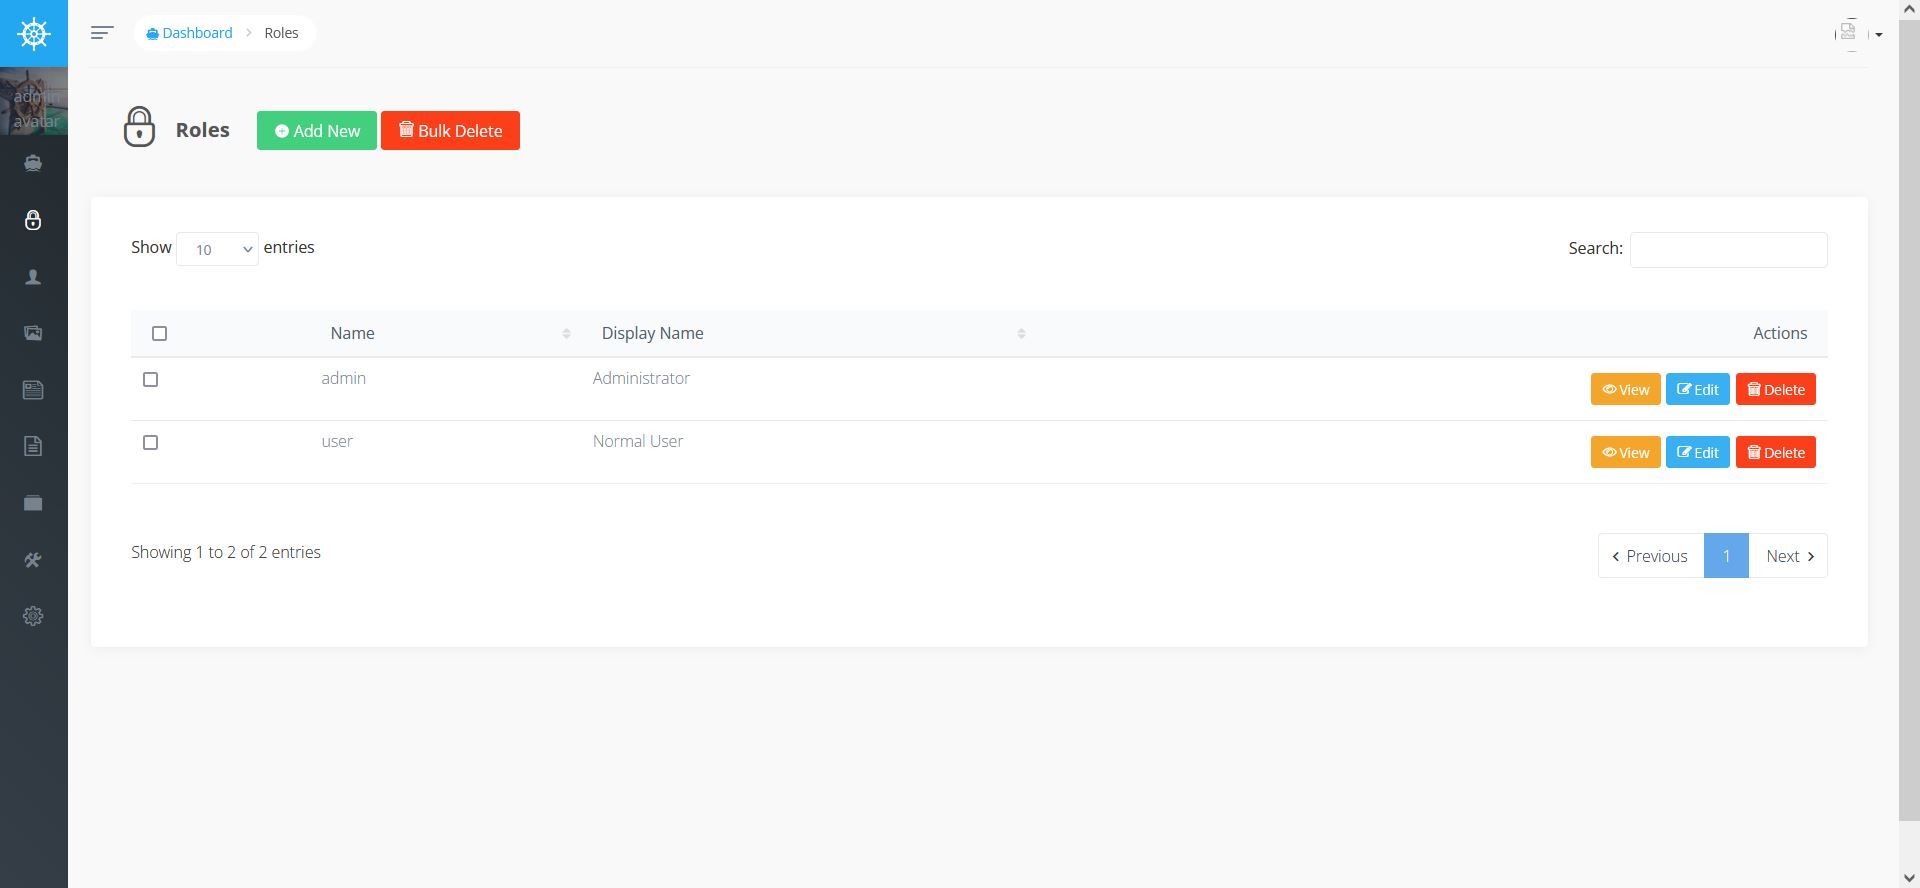 Dashboard > Roles
admin
avatar
Roles
Add New
Bulk Delete
Show 10 entries
Search:
Name Display Name Actions
admin Administrator View Edit Delete
user Normal User View Edit Delete
Showing 1 to 2 of 2 entries
Previous 1 Next